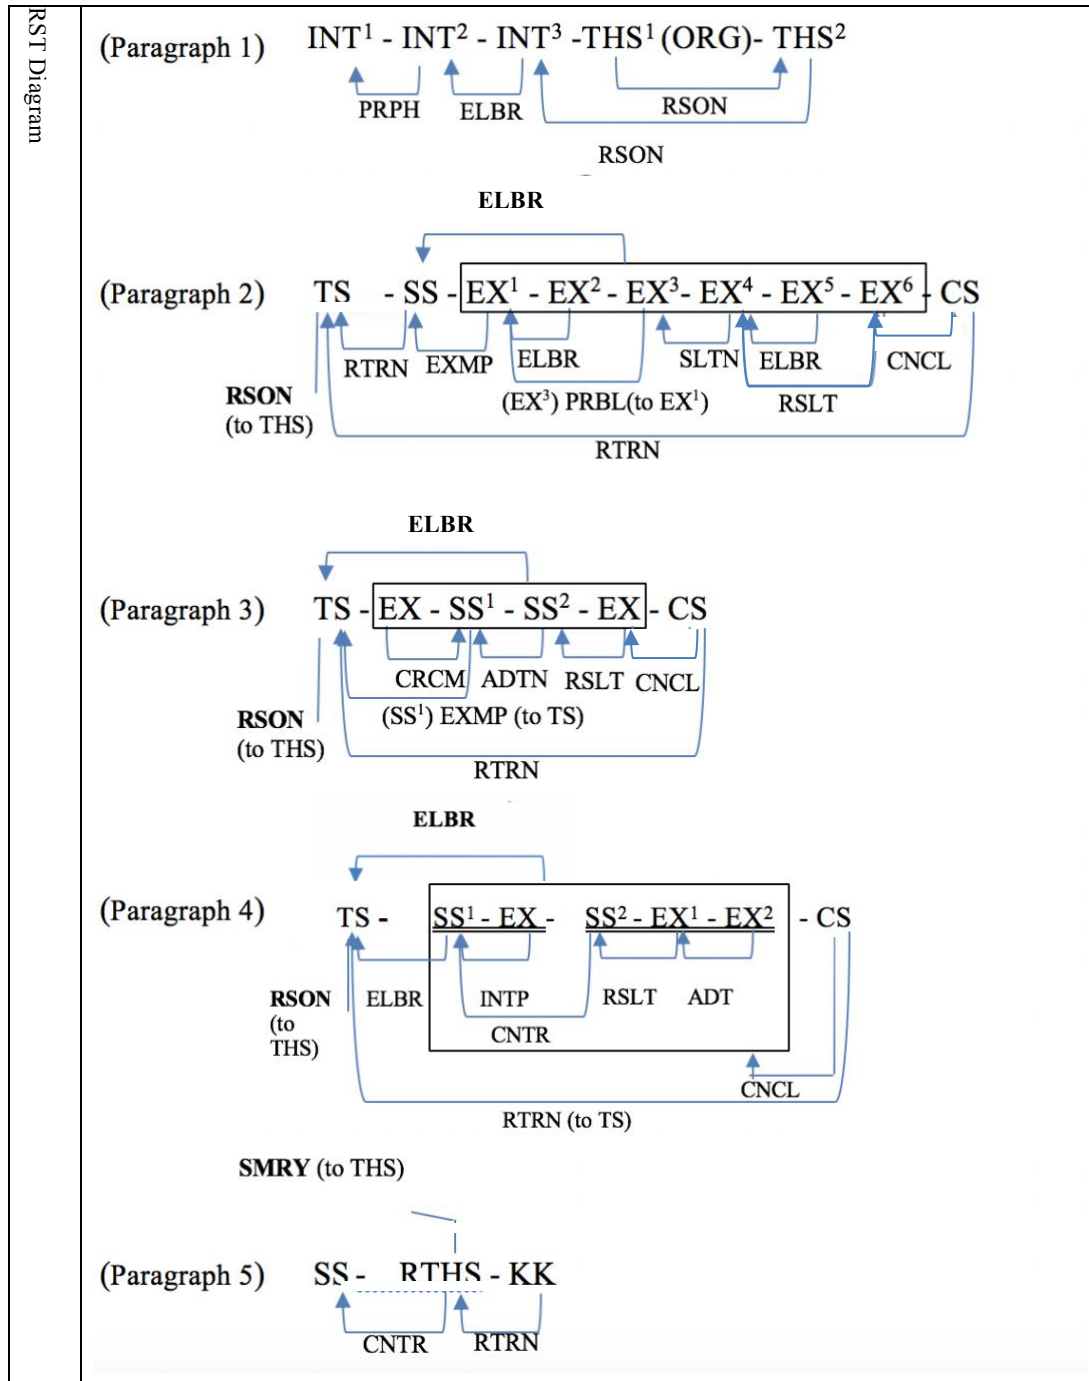 RST Diagram
(Paragraph 1) INT¹ - INT² - INT³ -THS¹ (ORG)- THS²
PRPH ELBR RSON
RSON
ELBR
(Paragraph 2) TS - SS - EX¹ - EX² - EX³- EX⁴ - EX⁵ - EX⁶ - CS
RTRN EXMP ELBR SLTN ELBR CNCL
RSON (EX³) PRBL(to EX¹) RSLT
(to THS)
RTRN
ELBR
(Paragraph 3) TS - EX - SS¹ - SS² - EX - CS
CRCM ADTN RSLT CNCL
RSON (SS¹) EXMP (to TS)
(to THS)
RTRN
ELBR
(Paragraph 4) TS - SS¹ - EX - SS² - EX¹ - EX² - CS
RSON ELBR INTP RSLT ADT
(to
THS)
CNTR
CNCL
RTRN (to TS)
SMRY (to THS)
(Paragraph 5) SS - RTHS - KK
CNTR RTRN